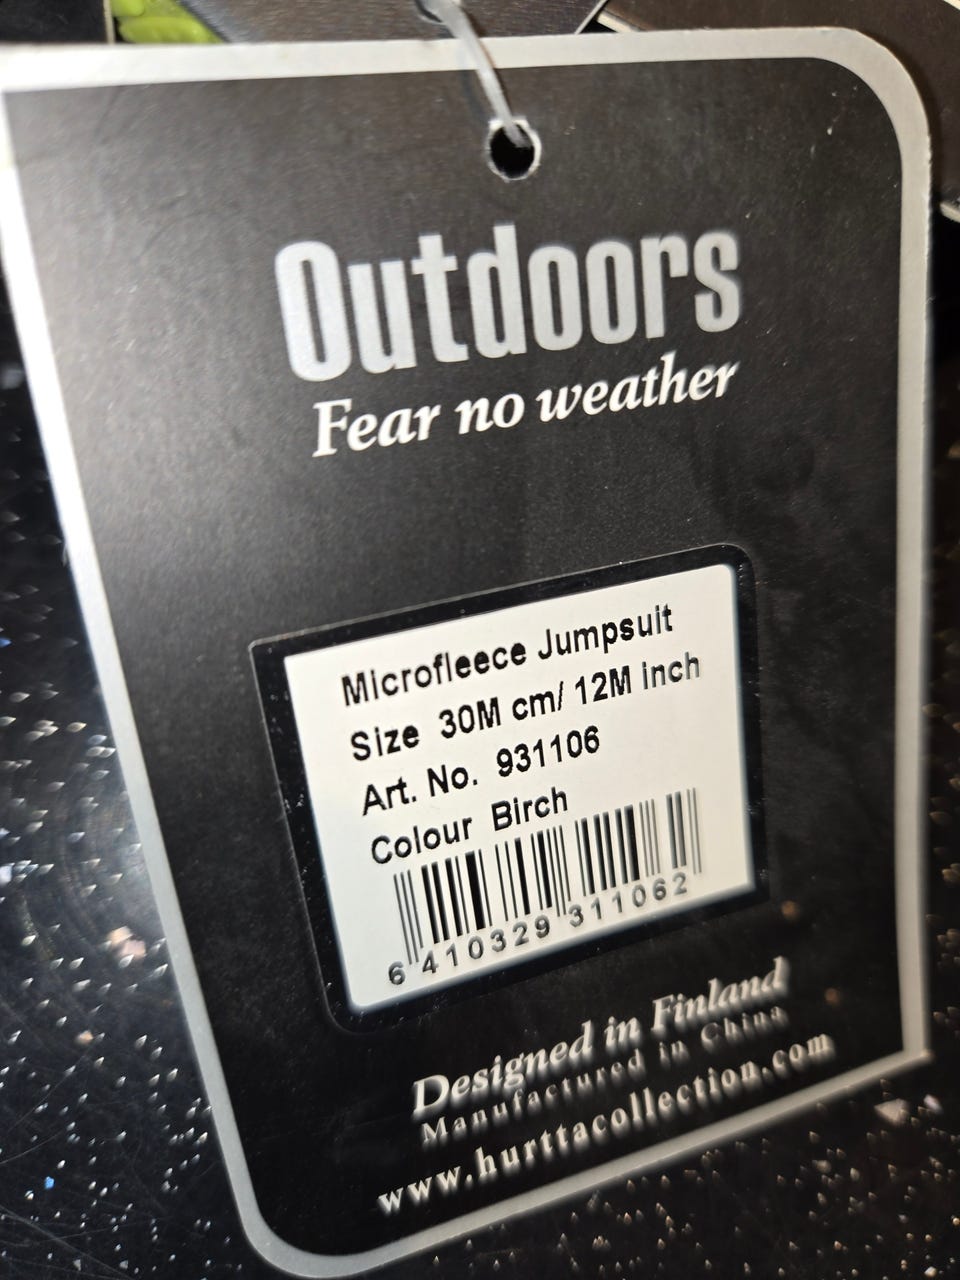 Outdoors
Fear no weather
Microfleece Jumpsuit
Size 30M cm/ 12M inch
Art. No. 931106
Colour Birch
6 410329 311062
Designed in Finland
Manufactured in China
www.hurttacollection.com